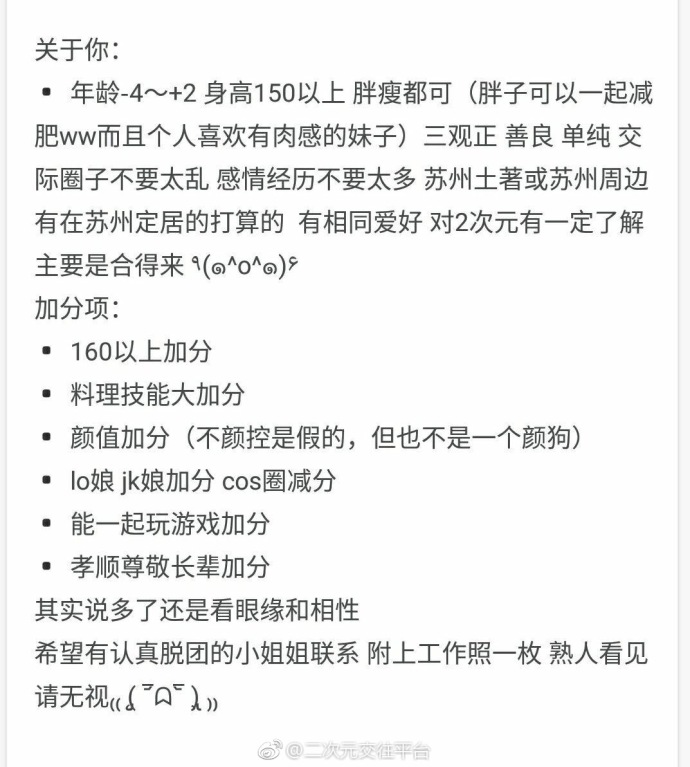 关于你：
▪ 年龄-4～+2 身高150以上 胖瘦都可（胖子可以一起减
肥ww而且个人喜欢有肉感的妹子）三观正 善良 单纯 交
际圈子不要太乱 感情经历不要太多 苏州土著或苏州周边
有在苏州定居的打算的 有相同爱好 对2次元有一定了解
主要是合得来 ٩(๑^o^๑)۶
加分项：
▪ 160以上加分
▪ 料理技能大加分
▪ 颜值加分（不颜控是假的，但也不是一个颜狗）
▪ lo娘 jk娘加分 cos圈减分
▪ 能一起玩游戏加分
▪ 孝顺尊敬长辈加分
其实说多了还是看眼缘和相性
希望有认真脱团的小姐姐联系 附上工作照一枚 熟人看见
请无视₍₍ (̨̡ ‾᷄ᗣ‾᷅ )̧̢ ₎₎
@二次元交往平台